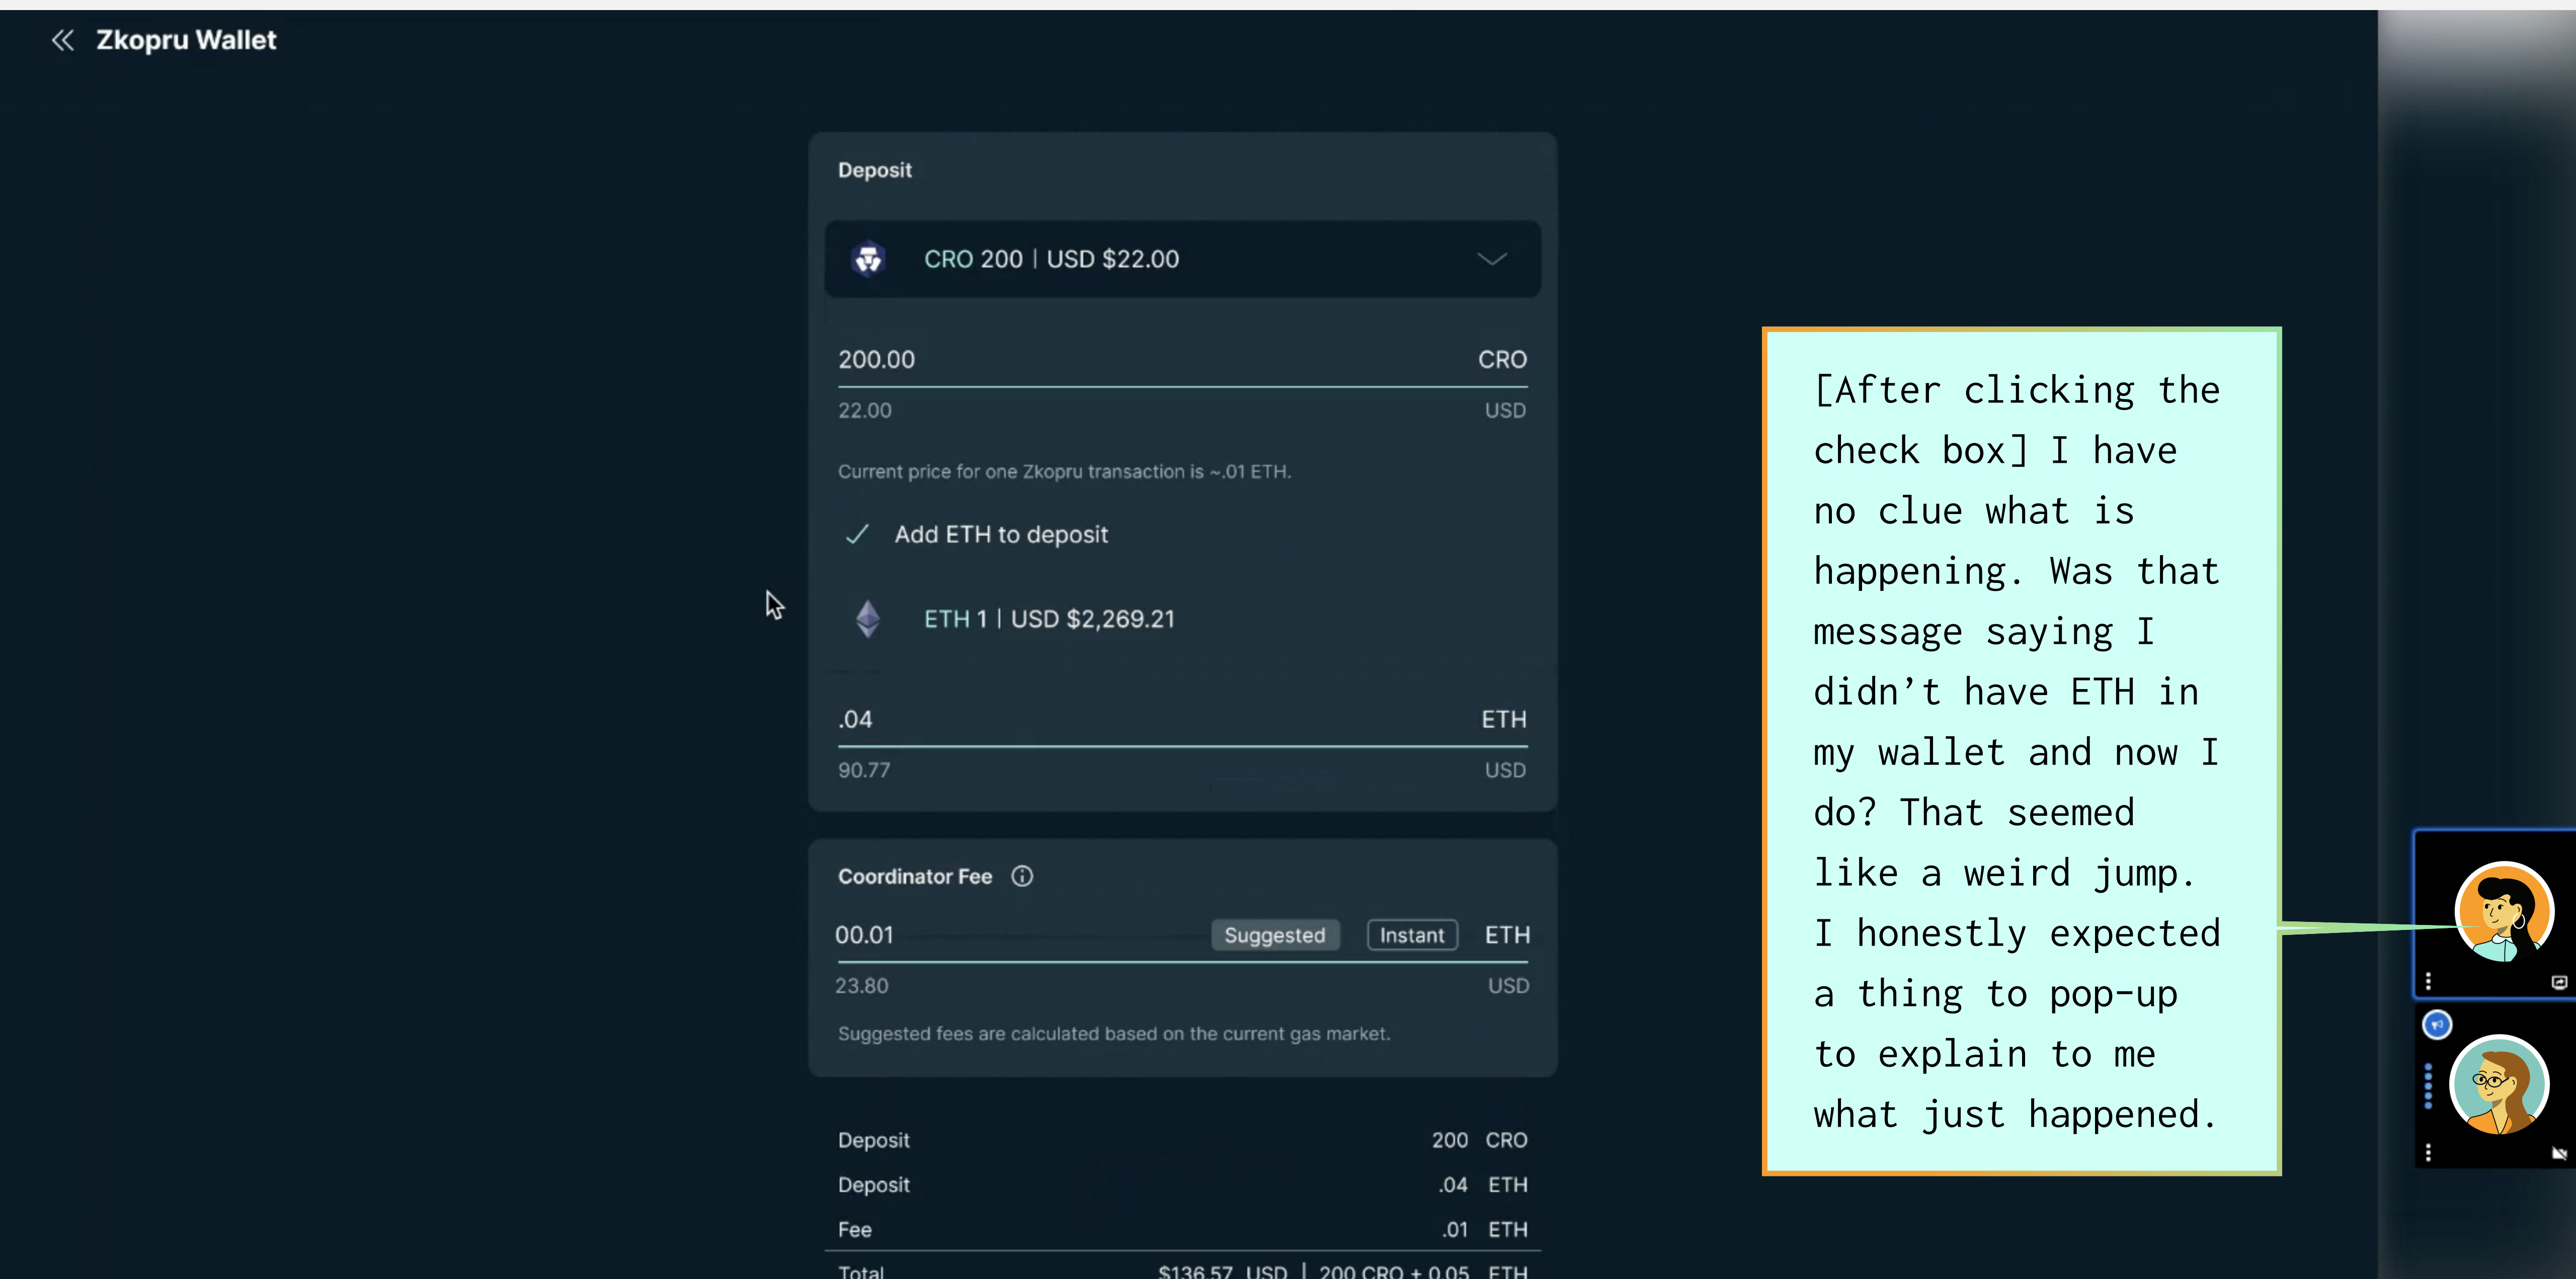 Zkopru Wallet
Deposit
CRO 200 | USD $22.00
200.00 CRO
22.00 USD
Current price for one Zkopru transaction is ~.01 ETH.
Add ETH to deposit
ETH 1 | USD $2,269.21
.04 ETH
90.77 USD
Coordinator Fee
00.01 Suggested Instant ETH
23.80 USD
Suggested fees are calculated based on the current gas market.
Deposit 200 CRO
Deposit .04 ETH
Fee .01 ETH
Total $136.57 USD | 200 CRO + 0.05 ETH
[After clicking the
check box] I have
no clue what is
happening. Was that
message saying I
didn’t have ETH in
my wallet and now I
do? That seemed
like a weird jump.
I honestly expected
a thing to pop-up
to explain to me
what just happened.